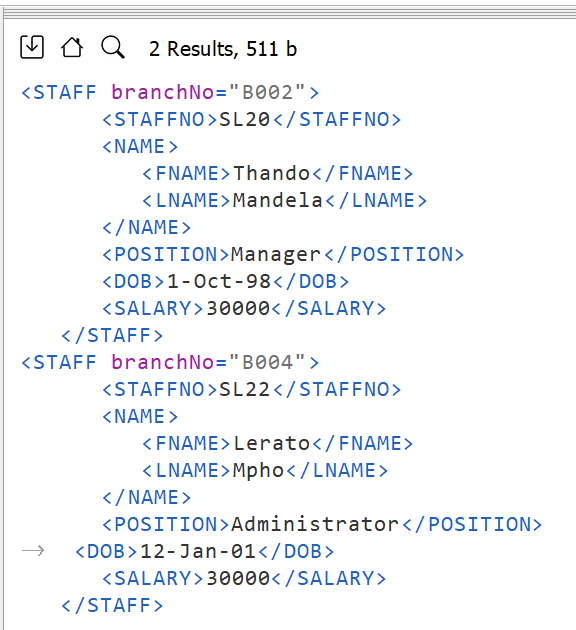 2 Results, 511 b
<STAFF branchNo="B002">
<STAFFNO>SL20</STAFFNO>
<NAME>
<FNAME>Thando</FNAME>
<LNAME>Mandela</LNAME>
</NAME>
<POSITION>Manager</POSITION>
<DOB>1-Oct-98</DOB>
<SALARY>30000</SALARY>
</STAFF>
<STAFF branchNo="B004">
<STAFFNO>SL22</STAFFNO>
<NAME>
<FNAME>Lerato</FNAME>
<LNAME>Mpho</LNAME>
</NAME>
<POSITION>Administrator</POSITION>
→ <DOB>12-Jan-01</DOB>
<SALARY>30000</SALARY>
</STAFF>